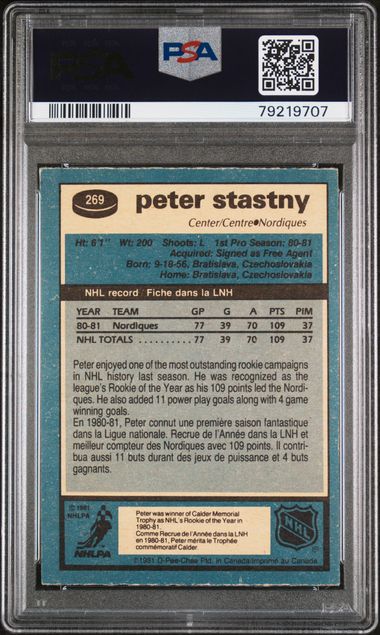 PSA
PSA
79219707
269
peter stastny
Center/Centre●Nordiques
Ht: 6'1" Wt: 200 Shoots: L 1st Pro Season: 80-81
Acquired: Signed as Free Agent
Born: 9-18-56, Bratislava, Czechoslovakia
Home: Bratislava, Czechoslovakia
NHL record / Fiche dans la LNH
YEAR TEAM GP G A PTS PIM
80-81 Nordiques 77 39 70 109 37
NHL TOTALS .......... 77 39 70 109 37
Peter enjoyed one of the most outstanding rookie campaigns
in NHL history last season. He was recognized as the
league's Rookie of the Year as his 109 points led the Nordi-
ques. He also added 11 power play goals along with 4 game
winning goals.
En 1980-81, Peter connut une première saison fantastique
dans la Ligue nationale. Recrue de l'Année dans la LNH et
meilleur compteur des Nordiques avec 109 points. Il contri-
bua aussi 11 buts durant des jeux de puissance et 4 buts
gagnants.
© 1981
NHLPA
NHLPA
Peter was winner of Calder Memorial
Trophy as NHL's Rookie of the Year in
1980-81.
Comme Recrue de l'Année dans la LNH
en 1980-81, Peter mérita le Trophée
commémoratif Calder.
NHL
©1981 O-Pee-Chee Ptd. in Canada/Imprimé au Canada
PSA